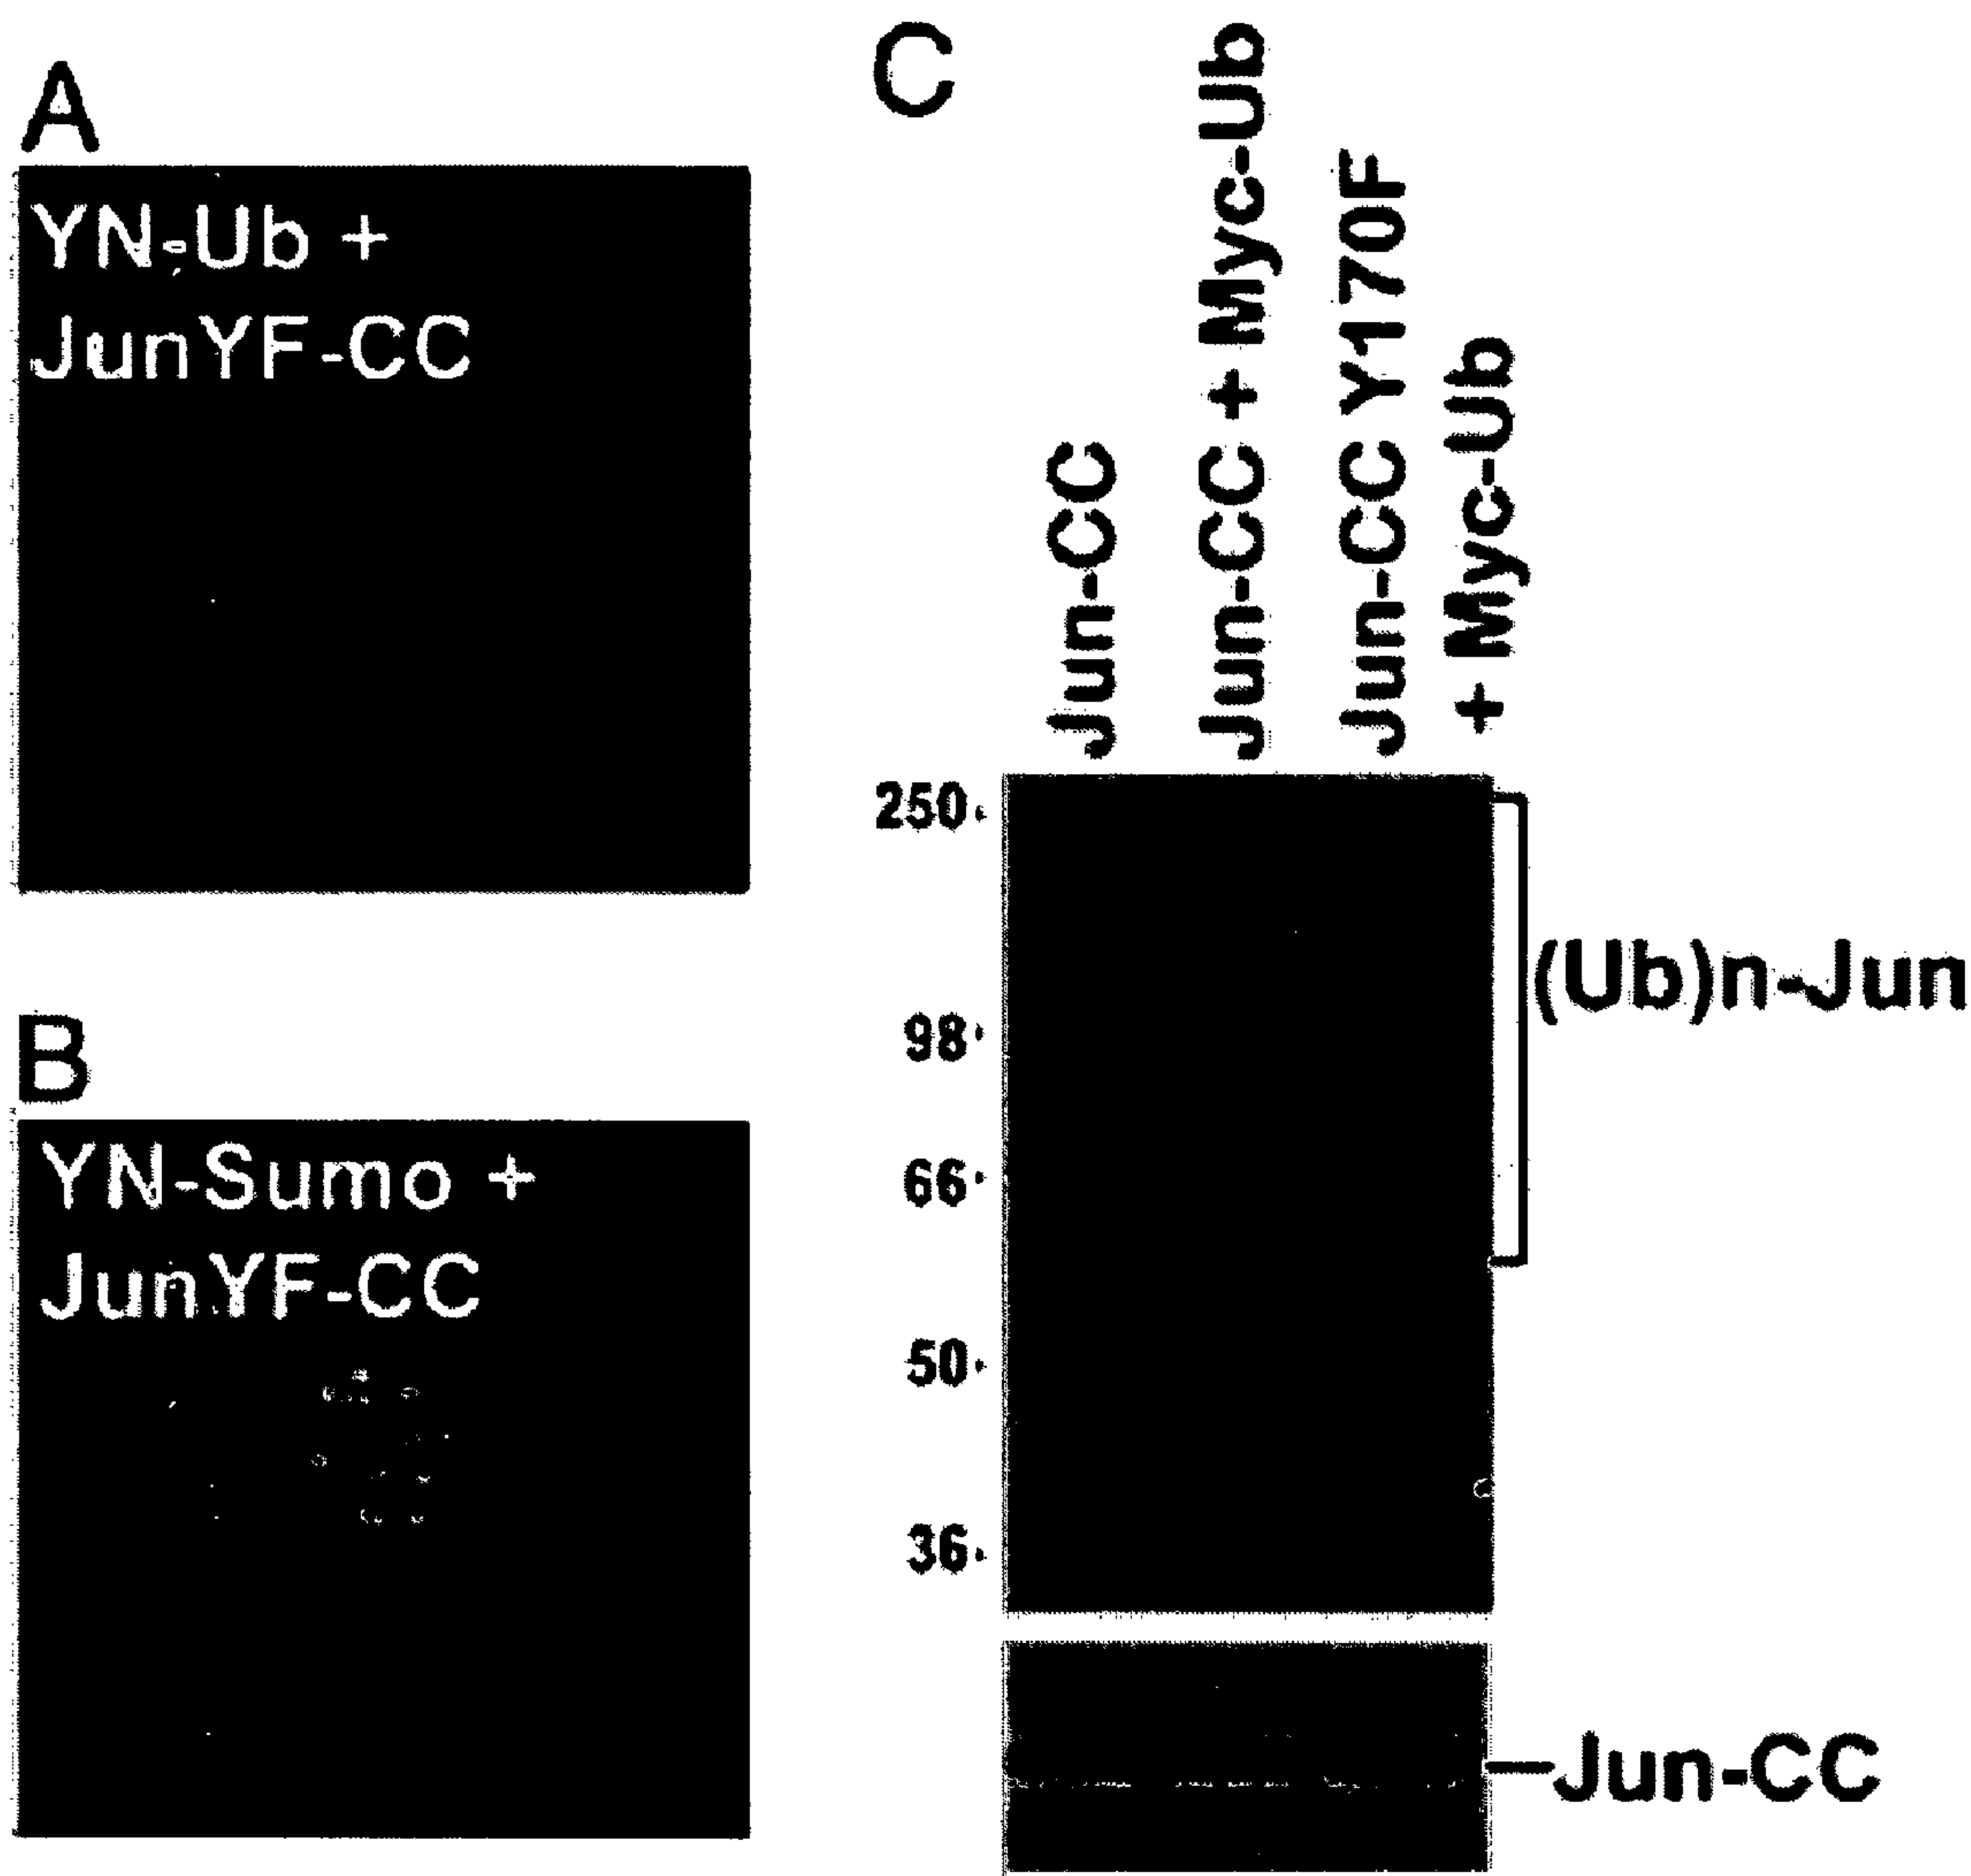 A
YN-Ub +
JunYF-CC
B
YN-Sumo +
JunYF-CC
C
Jun-CC
Jun-CC + Myc-Ub
Jun-CC Y170F
+ Myc-Ub
250
98
66
50
36
(Ub)n-Jun
Jun-CC